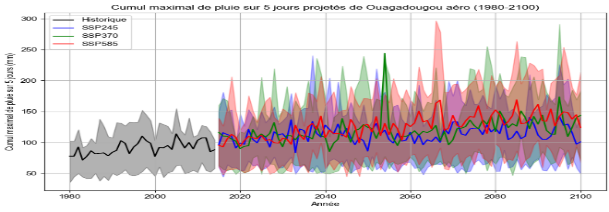 Cumul maximal de pluie sur 5 jours projetés de Ouagadougou aéro (1980-2100)
Historique
SSP245
SSP370
SSP585
300
250
200
150
100
50
Cumul maximal de pluie sur 5 jours (mm)
1980
2000
2020
2040
2060
2080
2100
Année